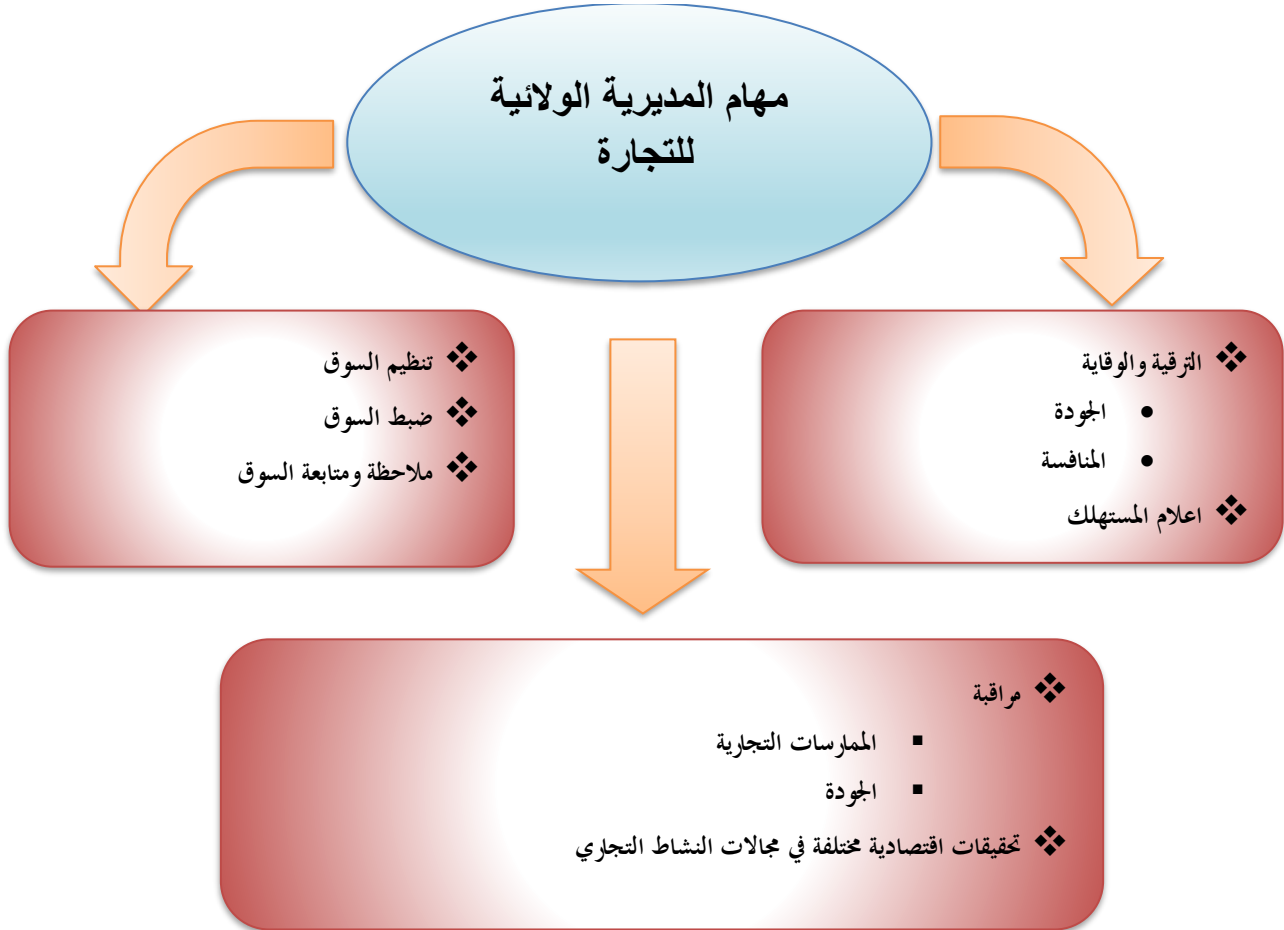 مهام المديرية الولائية
للتجارة
❖ الترقية والوقاية
• الجودة
• المنافسة
❖ اعلام المستهلك
❖ تنظيم السوق
❖ ضبط السوق
❖ ملاحظة ومتابعة السوق
❖ مراقبة
▪ الممارسات التجارية
▪ الجودة
❖ تحقيقات اقتصادية مختلفة في مجالات النشاط التجاري